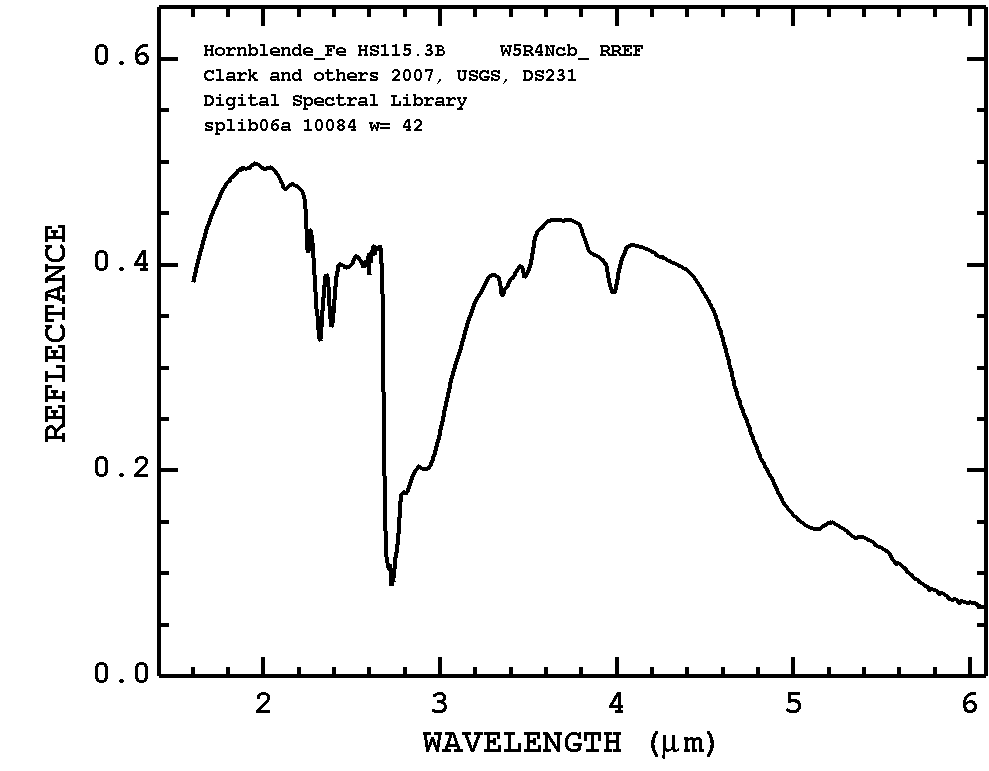 Hornblende_Fe HS115.3B W5R4Ncb_ RREF
Clark and others 2007, USGS, DS231
Digital Spectral Library
splib06a 10084 w= 42
0.6
0.4
0.2
0.0
REFLECTANCE
2 3 4 5 6
WAVELENGTH (μm)